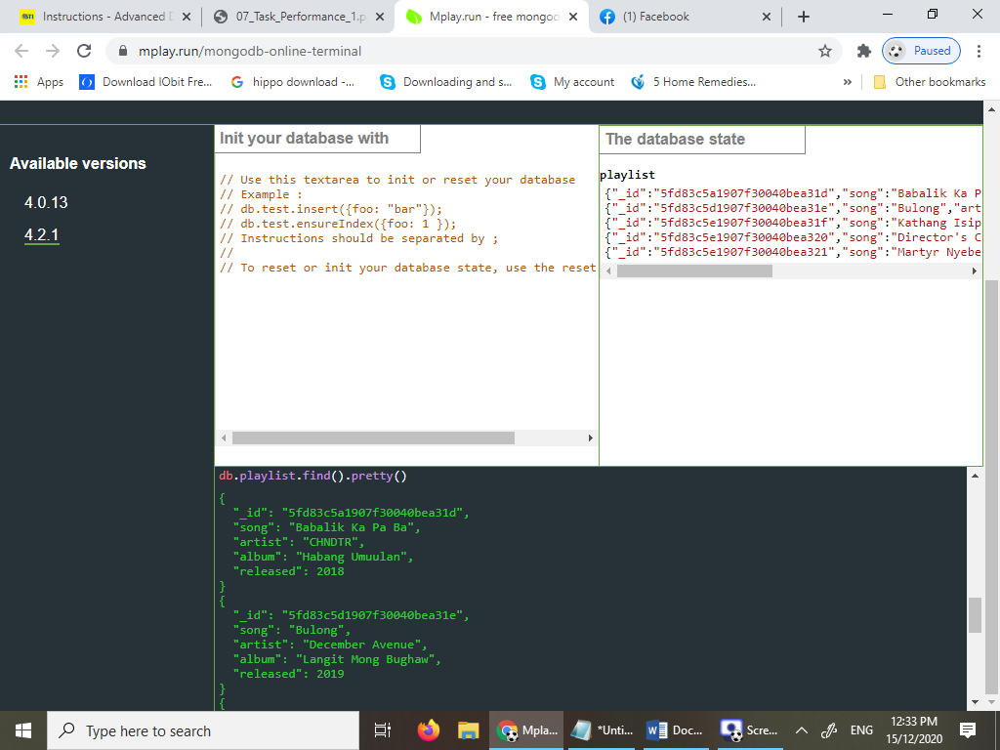 Instructions - Advanced D
07_Task_Performance_1.p
Mplay.run - free mongod
(1) Facebook
mplay.run/mongodb-online-terminal
Paused
Apps
Download IObit Fre...
hippo download -...
Downloading and s...
My account
5 Home Remedies...
»
Other bookmarks
Available versions
4.0.13
4.2.1
Init your database with
// Use this textarea to init or reset your database
// Example :
// db.test.insert({foo: "bar"});
// db.test.ensureIndex({foo: 1 });
// Instructions should be separated by ;
//
// To reset or init your database state, use the reset
The database state
playlist
{"_id":"5fd83c5a1907f30040bea31d","song":"Babalik Ka P
{"_id":"5fd83c5d1907f30040bea31e","song":"Bulong","art
{"_id":"5fd83c5e1907f30040bea31f","song":"Kathang Isip
{"_id":"5fd83c5e1907f30040bea320","song":"Director's C
{"_id":"5fd83c5e1907f30040bea321","song":"Martyr Nyebe
db.playlist.find().pretty()
{
"_id": "5fd83c5a1907f30040bea31d",
"song": "Babalik Ka Pa Ba",
"artist": "CHNDTR",
"album": "Habang Umuulan",
"released": 2018
}
{
"_id": "5fd83c5d1907f30040bea31e",
"song": "Bulong",
"artist": "December Avenue",
"album": "Langit Mong Bughaw",
"released": 2019
}
{
Type here to search
Mpla...
*Unti...
Doc...
Scre...
ENG
12:33 PM
15/12/2020